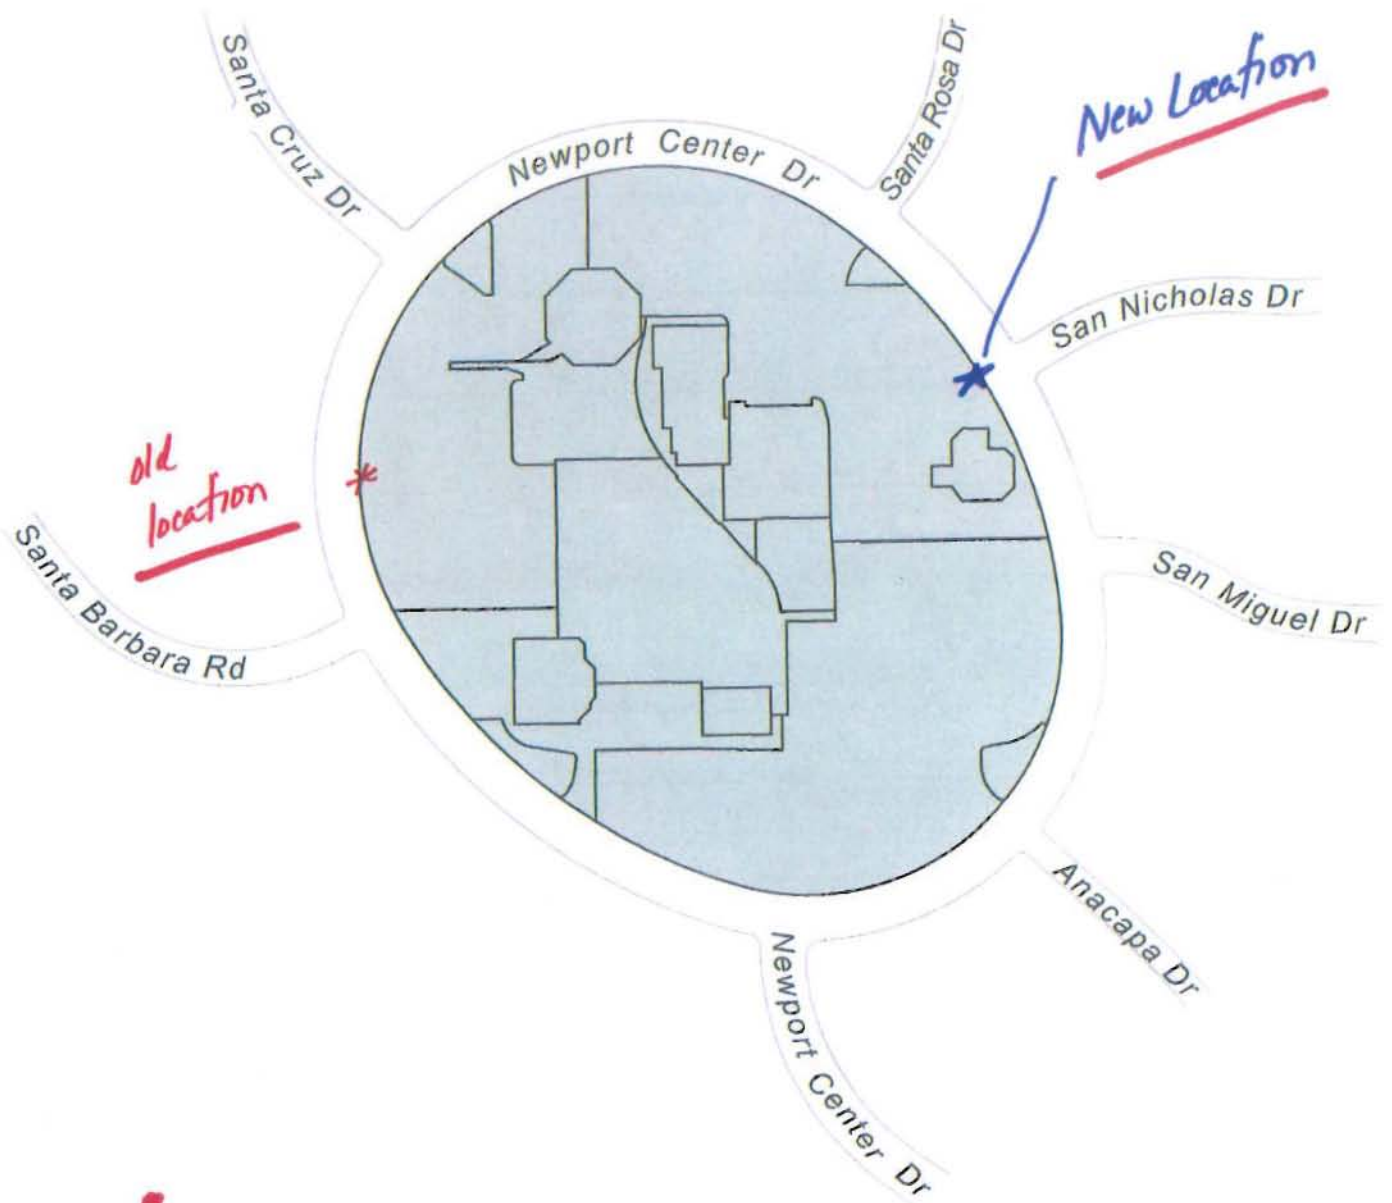 Santa Cruz Dr
Newport Center Dr
Santa Rosa Dr
New Location
San Nicholas Dr
old
location
Santa Barbara Rd
San Miguel Dr
Anacapa Dr
Newport Center Dr